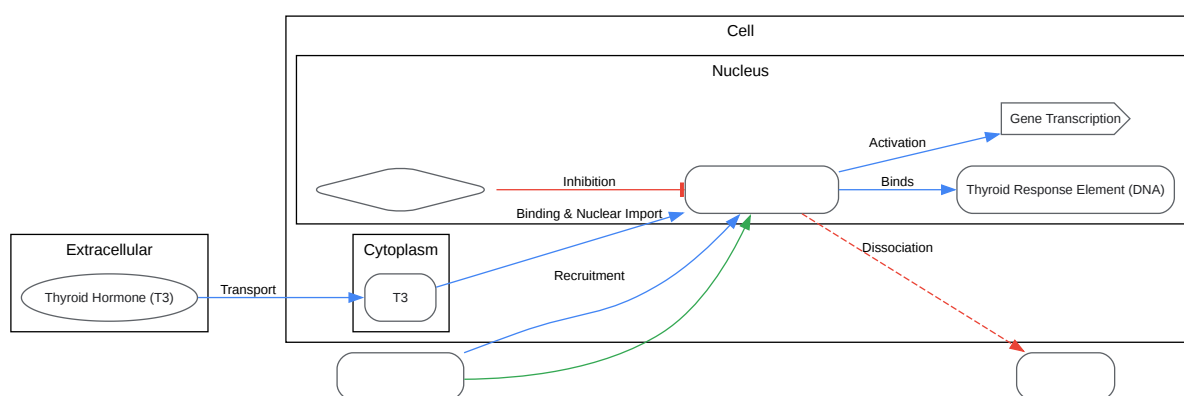 Cell
Nucleus
Gene Transcription
Activation
Inhibition
Binds
Thyroid Response Element (DNA)
Binding & Nuclear Import
Extracellular
Cytoplasm
Dissociation
Recruitment
Transport
Thyroid Hormone (T3)
T3